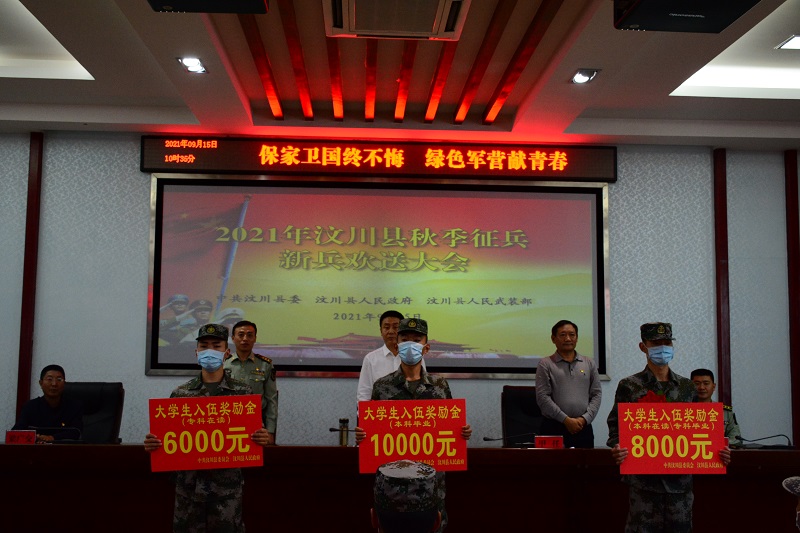 2021年09月15日
10时36分
保家卫国终不悔 绿色军营献青春
2021年汶川县秋季征兵
新兵欢送大会
中共汶川县委 汶川县人民政府 汶川县人民武装部
大学生入伍奖励金
(专科在读)
6000元
大学生入伍奖励金
(本科毕业)
10000元
大学生入伍奖励金
(本科在读)(专科毕业)
8000元